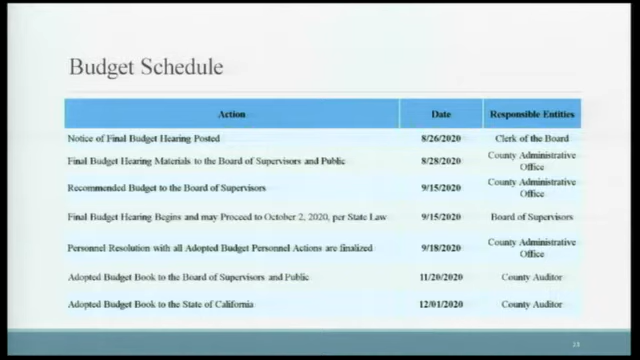 Budget Schedule
Action Date Responsible Entities
Notice of Final Budget Hearing Posted 8/26/2020 Clerk of the Board
Final Budget Hearing Materials to the Board of Supervisors and Public 8/28/2020 County Administrative
Office
Recommended Budget to the Board of Supervisors 9/15/2020 County Administrative
Office
Final Budget Hearing Begins and may Proceed to October 2, 2020, per State Law 9/15/2020 Board of Supervisors
Personnel Resolution with all Adopted Budget Personnel Actions are finalized 9/18/2020 County Administrative
Office
Adopted Budget Book to the Board of Supervisors and Public 11/20/2020 County Auditor
Adopted Budget Book to the State of California 12/01/2020 County Auditor